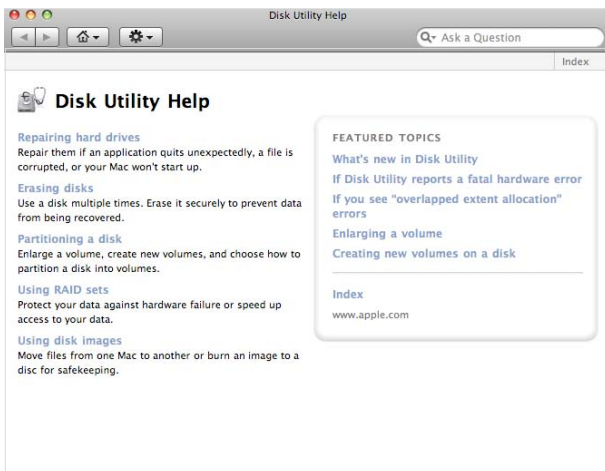 Disk Utility Help
Ask a Question
Index
Disk Utility Help
Repairing hard drives
Repair them if an application quits unexpectedly, a file is
corrupted, or your Mac won't start up.
Erasing disks
Use a disk multiple times. Erase it securely to prevent data
from being recovered.
Partitioning a disk
Enlarge a volume, create new volumes, and choose how to
partition a disk into volumes.
Using RAID sets
Protect your data against hardware failure or speed up
access to your data.
Using disk images
Move files from one Mac to another or burn an image to a
disc for safekeeping.
FEATURED TOPICS
What's new in Disk Utility
If Disk Utility reports a fatal hardware error
If you see "overlapped extent allocation"
errors
Enlarging a volume
Creating new volumes on a disk
Index
www.apple.com